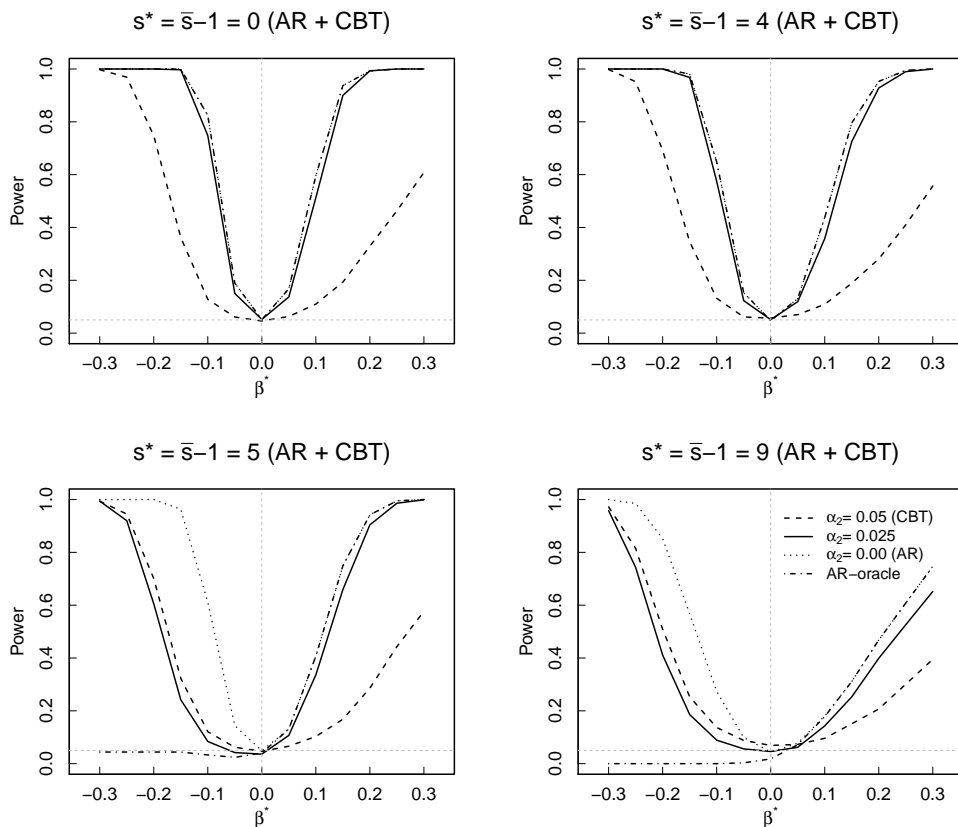 s* = s̅−1 = 0 (AR + CBT)
Power
0.0 0.2 0.4 0.6 0.8 1.0
−0.3 −0.2 −0.1 0.0 0.1 0.2 0.3
β*
s* = s̅−1 = 4 (AR + CBT)
Power
0.0 0.2 0.4 0.6 0.8 1.0
−0.3 −0.2 −0.1 0.0 0.1 0.2 0.3
β*
s* = s̅−1 = 5 (AR + CBT)
Power
0.0 0.2 0.4 0.6 0.8 1.0
−0.3 −0.2 −0.1 0.0 0.1 0.2 0.3
β*
s* = s̅−1 = 9 (AR + CBT)
Power
0.0 0.2 0.4 0.6 0.8 1.0
α₂= 0.05 (CBT)
α₂= 0.025
α₂= 0.00 (AR)
AR−oracle
−0.3 −0.2 −0.1 0.0 0.1 0.2 0.3
β*